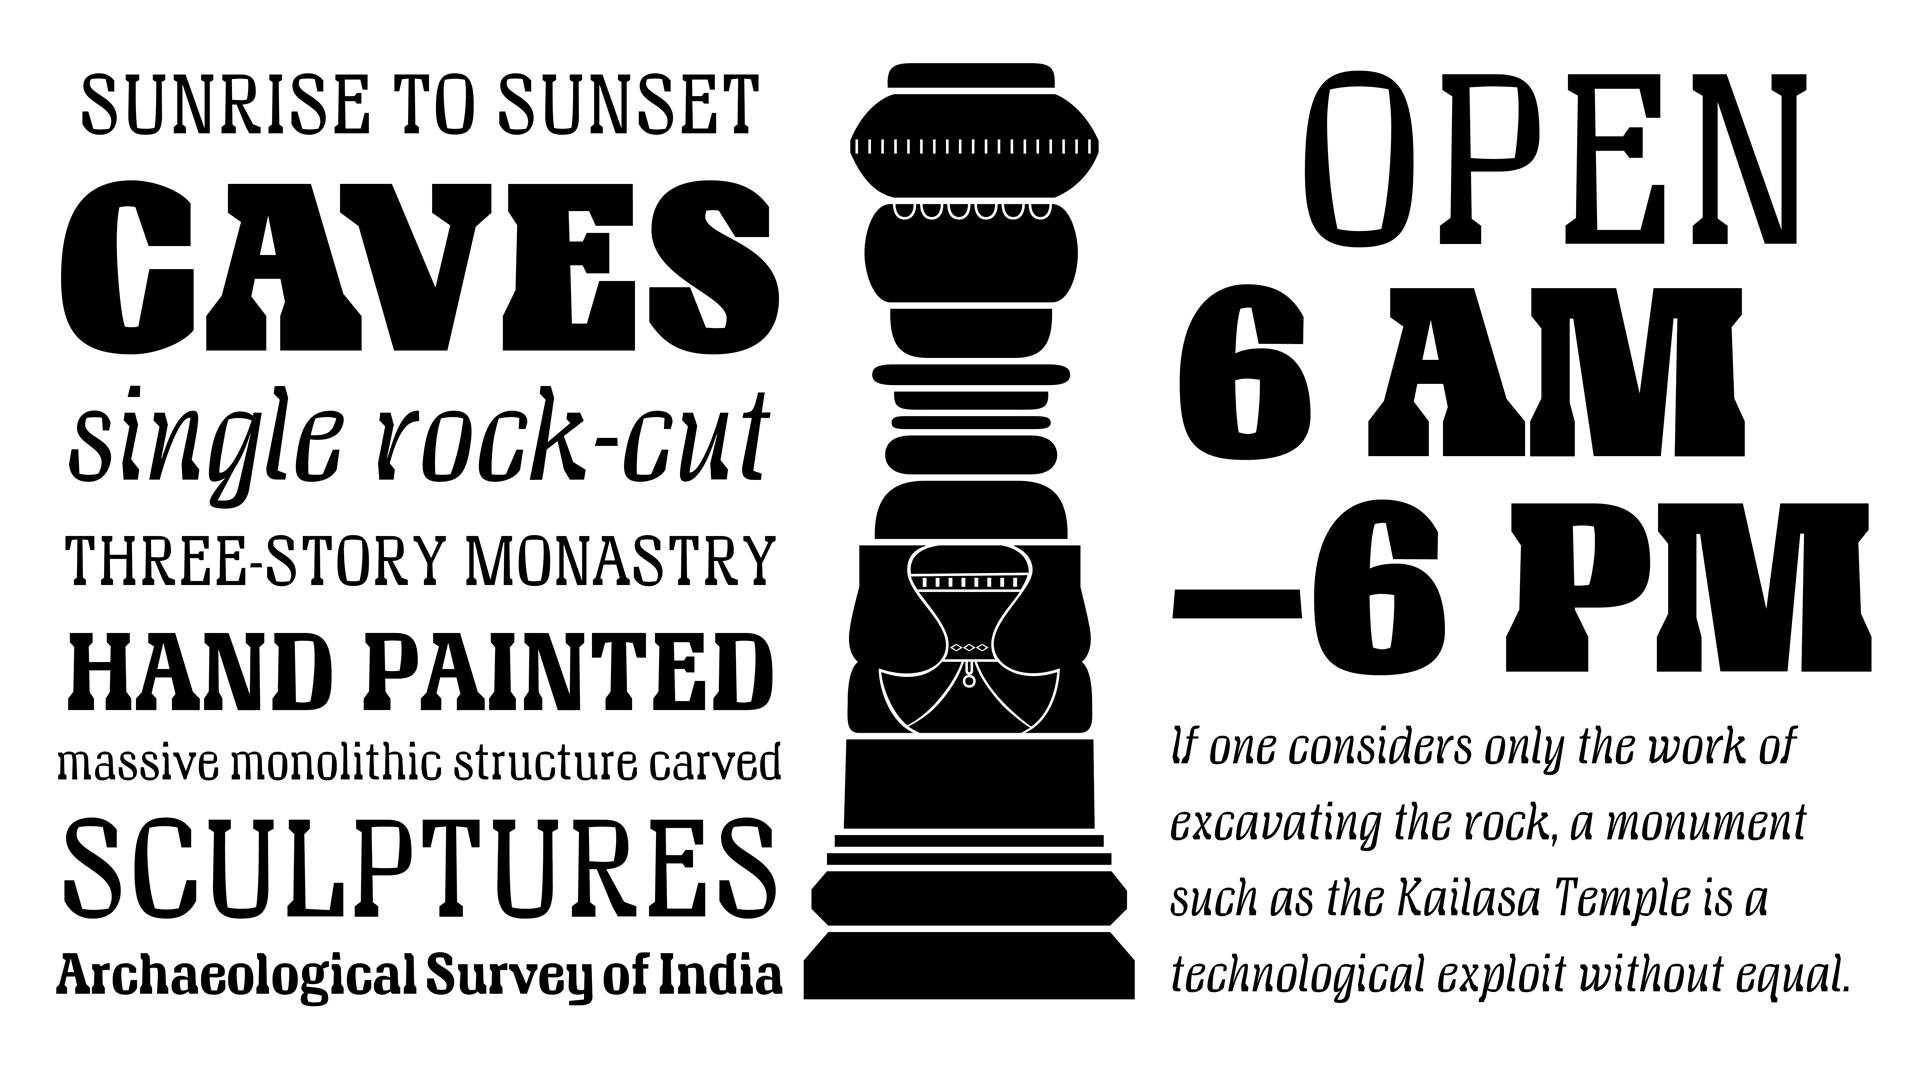 SUNRISE TO SUNSET
CAVES
single rock-cut
THREE-STORY MONASTRY
HAND PAINTED
massive monolithic structure carved
SCULPTURES
Archaeological Survey of India
OPEN
6 AM
–6 PM
If one considers only the work of
excavating the rock, a monument
such as the Kailasa Temple is a
technological exploit without equal.